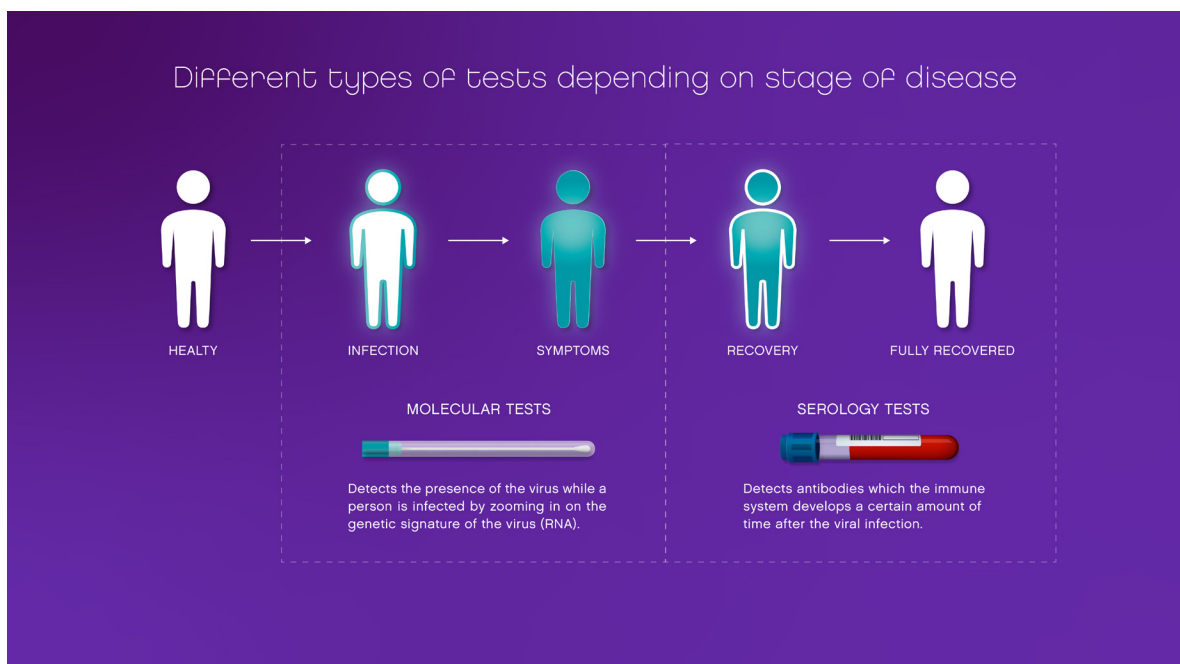 Different types of tests depending on stage of disease
HEALTY
INFECTION
SYMPTOMS
RECOVERY
FULLY RECOVERED
MOLECULAR TESTS
Detects the presence of the virus while a
person is infected by zooming in on the
genetic signature of the virus (RNA).
SEROLOGY TESTS
Detects antibodies which the immune
system develops a certain amount of
time after the viral infection.